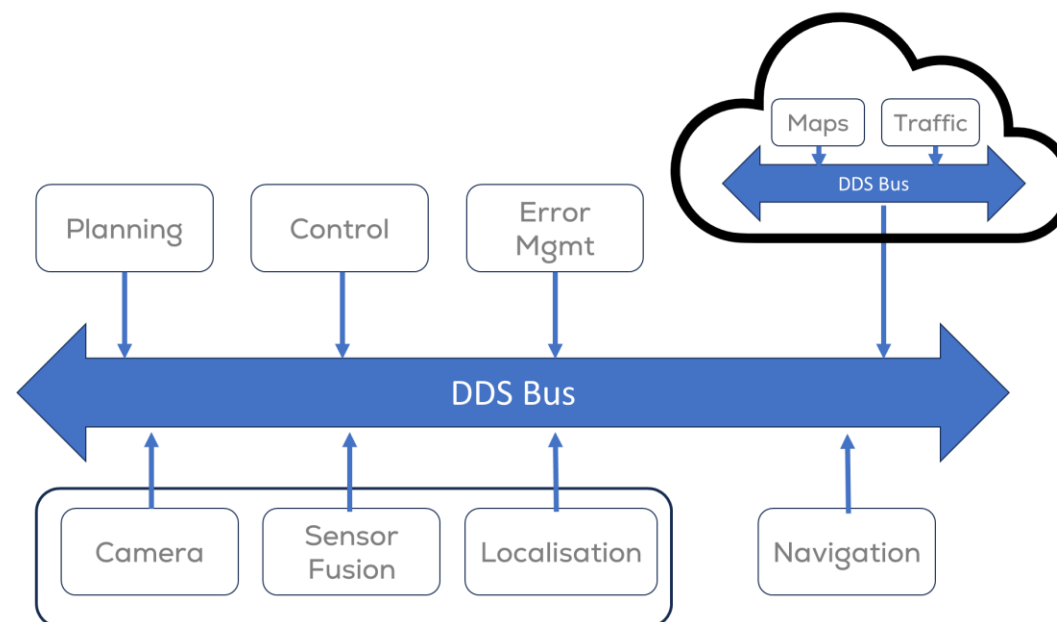 Maps
Traffic
DDS Bus
Planning
Control
Error
Mgmt
DDS Bus
Camera
Sensor
Fusion
Localisation
Navigation